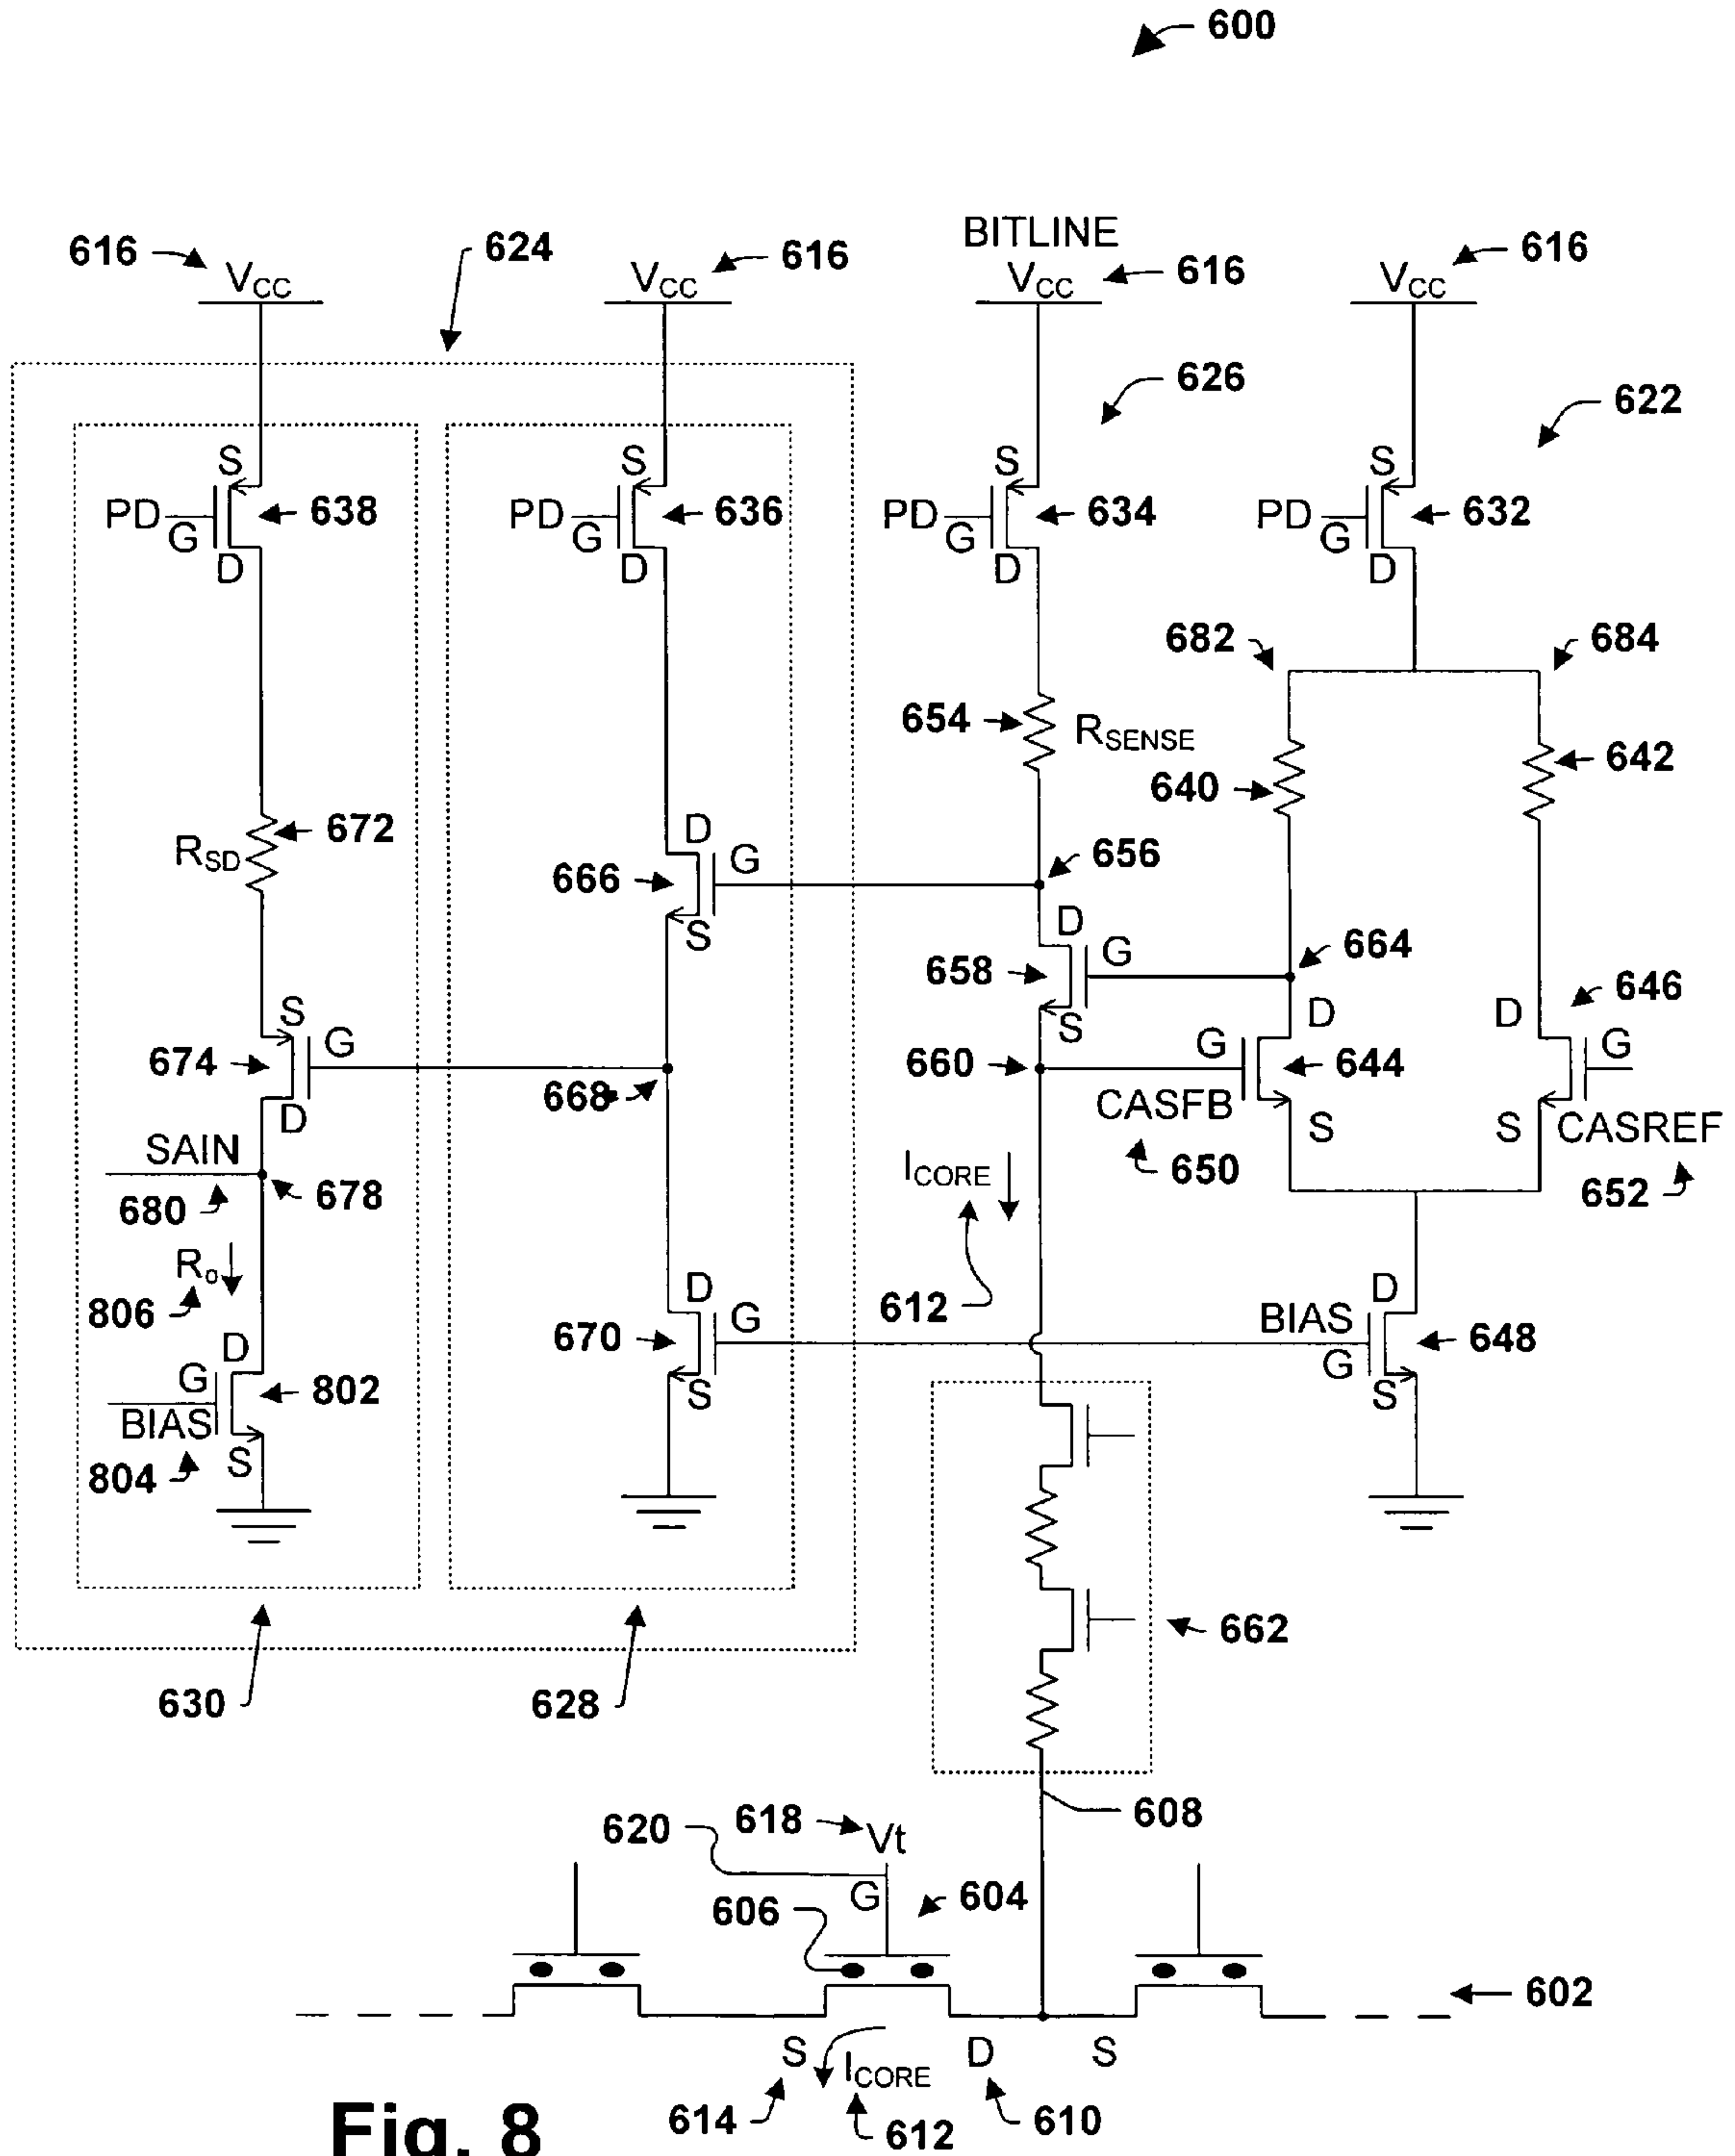 600
BITLINE
616 VCC
624
616 VCC
VCC 616
616 VCC
626
622
S
PD
G
D
638
S
PD
G
D
636
S
PD
G
D
634
S
PD
G
D
632
682
684
654
RSENSE
640
642
672
RSD
666
D
G
S
656
D
658
G
S
664
S
674
G
D
668
660
G
D
644
S
CASFB
650
D
646
G
S
CASREF
652
SAIN
680
678
ICORE
612
Ro
806
D
G
802
BIAS
S
804
D
670
G
S
BIAS
D
G
648
S
662
630
628
608
618 Vt
620
G
604
606
602
S
ICORE
D
S
614
612
610
Fig. 8